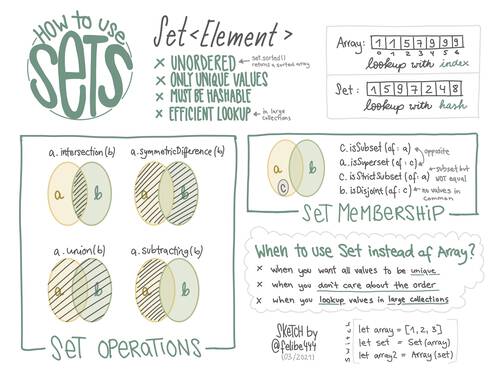 HOW TO USE
SETS
Set<Element>
× UNORDERED
set.sorted()
returns a sorted array
× ONLY UNIQUE VALUES
× MUST BE HASHABLE
× EFFICIENT LOOKUP
in large
collections
Array: 1 1 5 7 9 9 9
0 1 2 3 4 5 6
lookup with index
Set: 1 5 9 7 2 4 8
lookup with hash
a.intersection(b)
a b
a.symmetricDifference(b)
a b
a.union(b)
a b
a.subtracting(b)
a b
SET OPERATIONS
a b
c
c.isSubset(of: a)
opposite
a.isSuperset(of: c)
c.isStrictSubset(of: a)
subset but
NOT equal
b.isDisjoint(of: c)
no values in
common
SET MEMBERSHIP
When to use Set instead of Array?
× when you want all values to be unique
× when you don't care about the order
× when you lookup values in large collections
SKETCH by
@felibe444
(03/2021)
Switch
let array = [1, 2, 3]
let set = Set(array)
let array2 = Array(set)